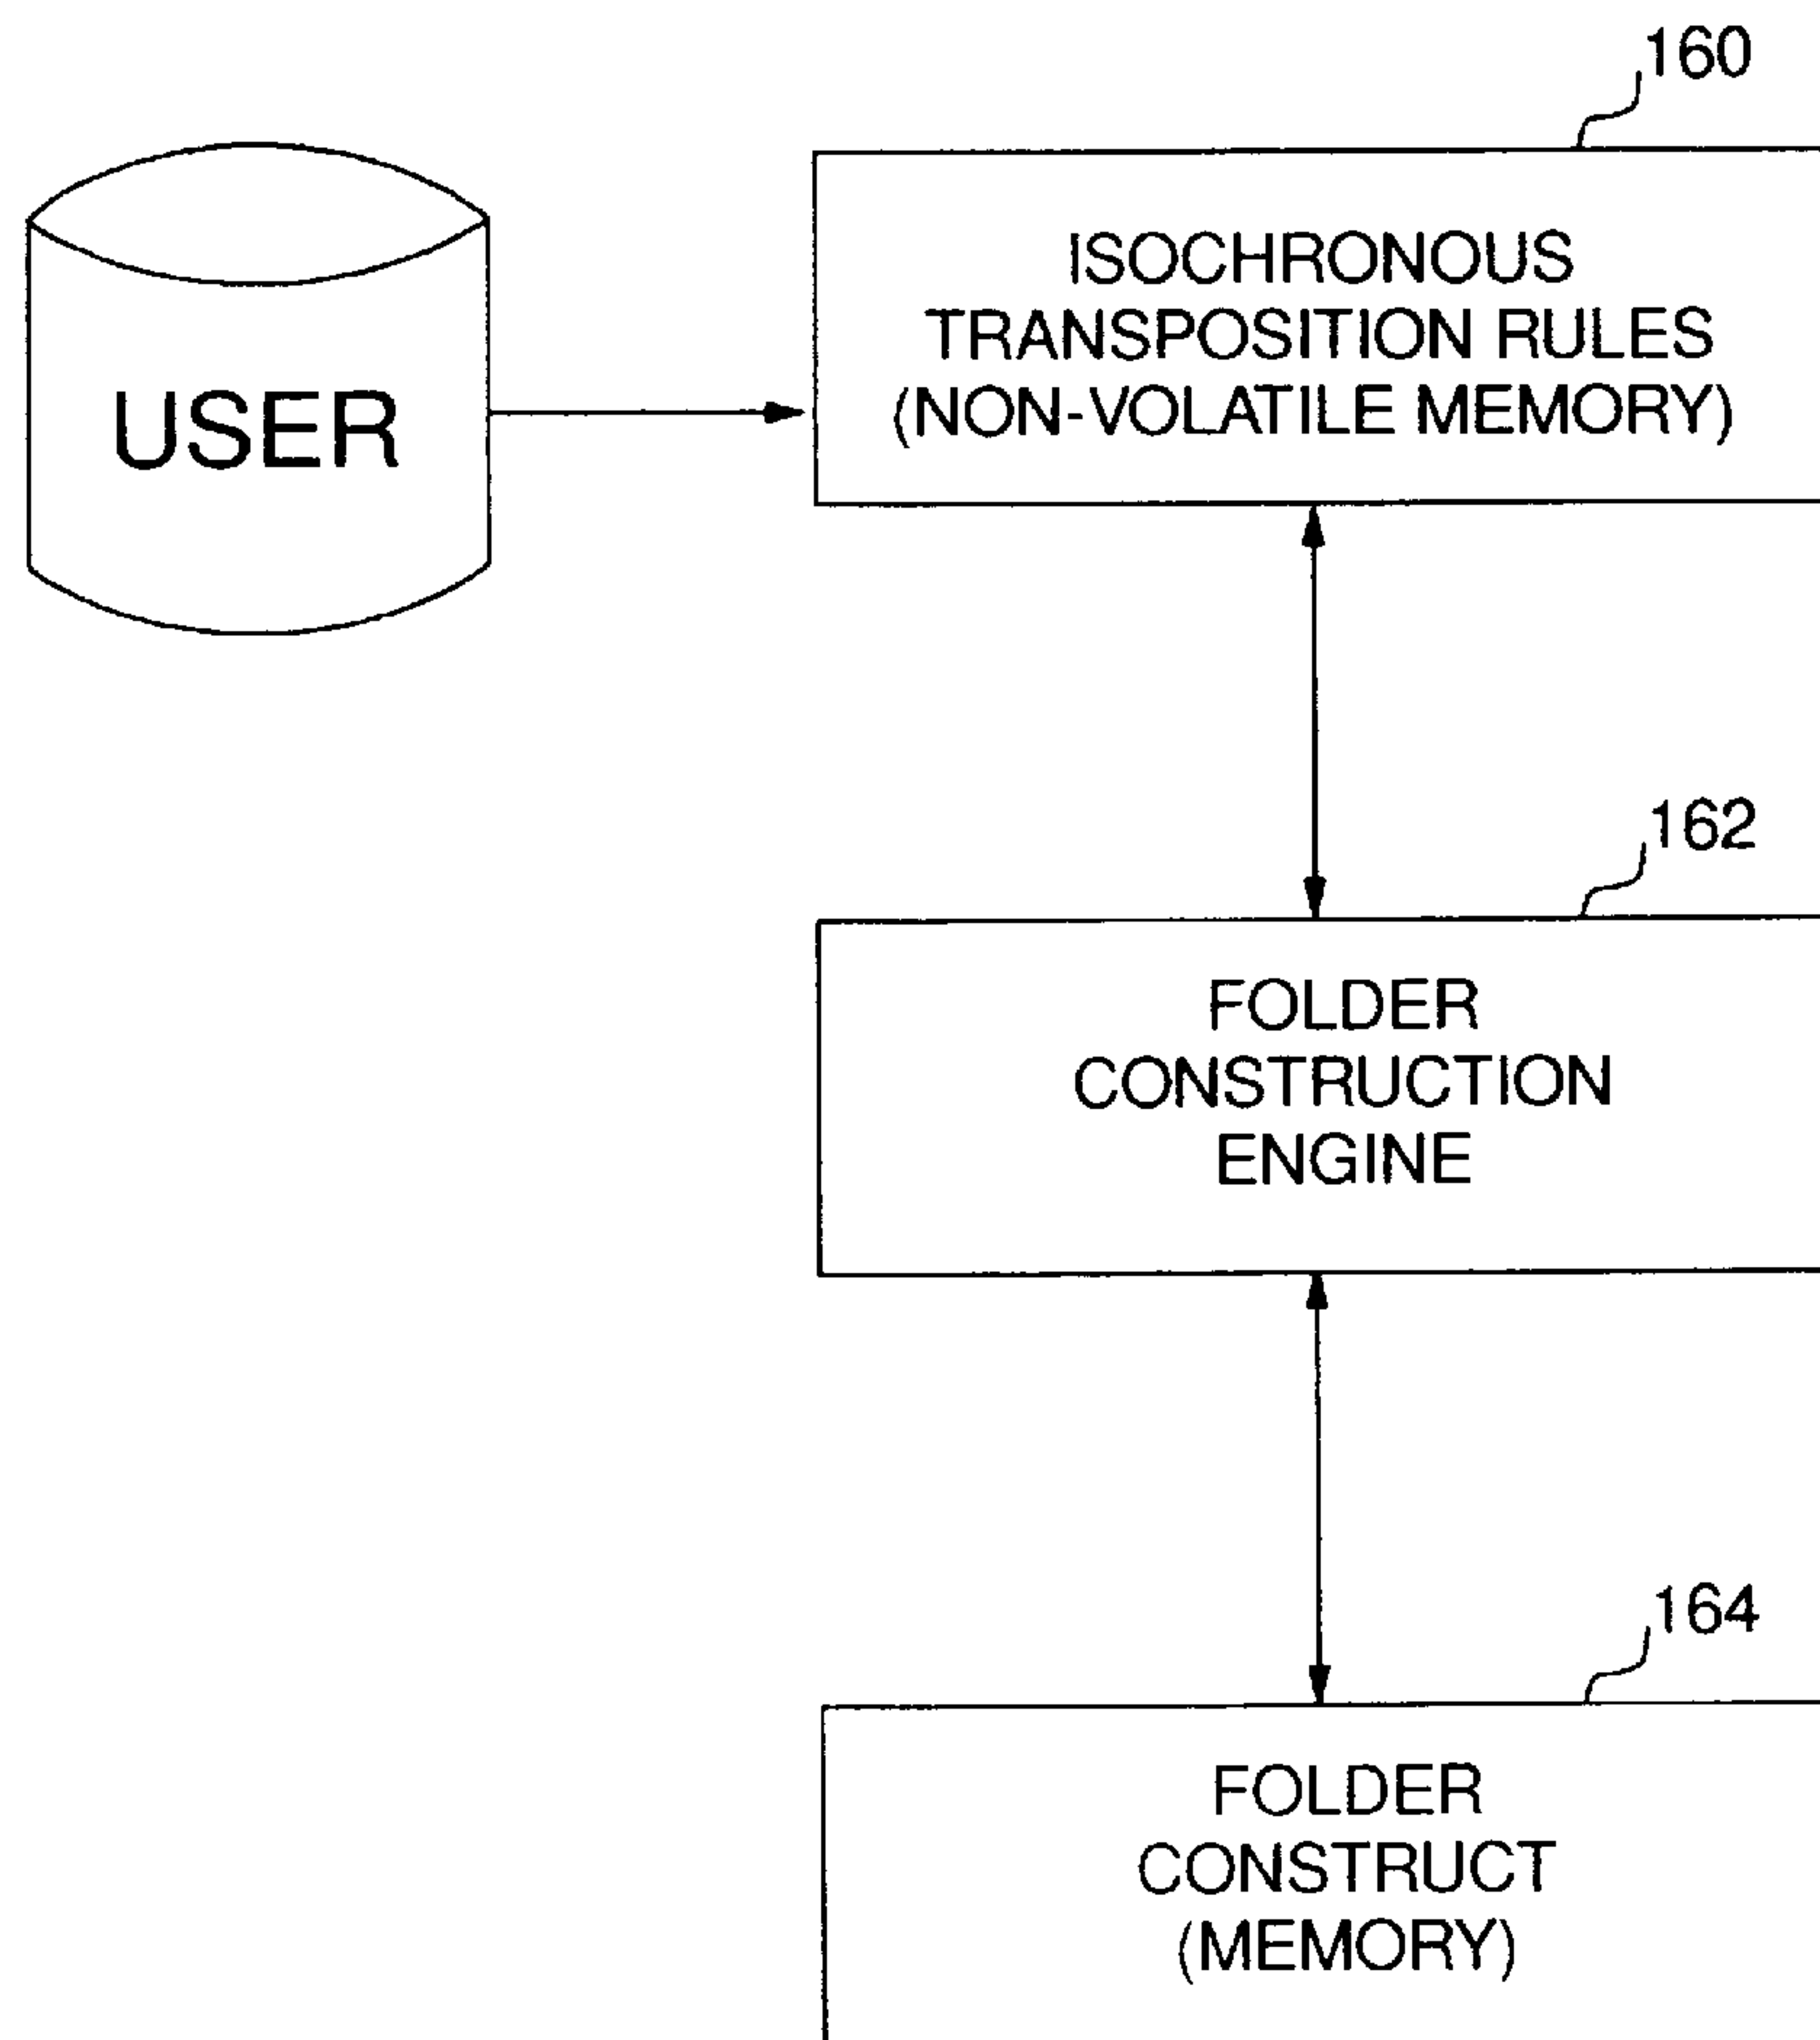 160
USER
ISOCHRONOUS
TRANSPOSITION RULES
(NON-VOLATILE MEMORY)
162
FOLDER
CONSTRUCTION
ENGINE
164
FOLDER
CONSTRUCT
(MEMORY)